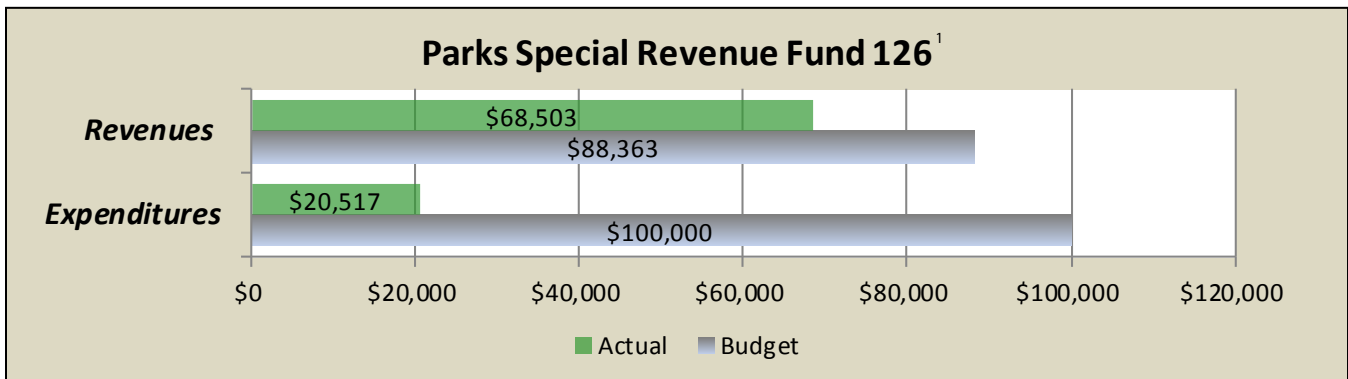 Parks Special Revenue Fund 126¹
Revenues
$68,503
$88,363
Expenditures
$20,517
$100,000
$0 $20,000 $40,000 $60,000 $80,000 $100,000 $120,000
Actual Budget